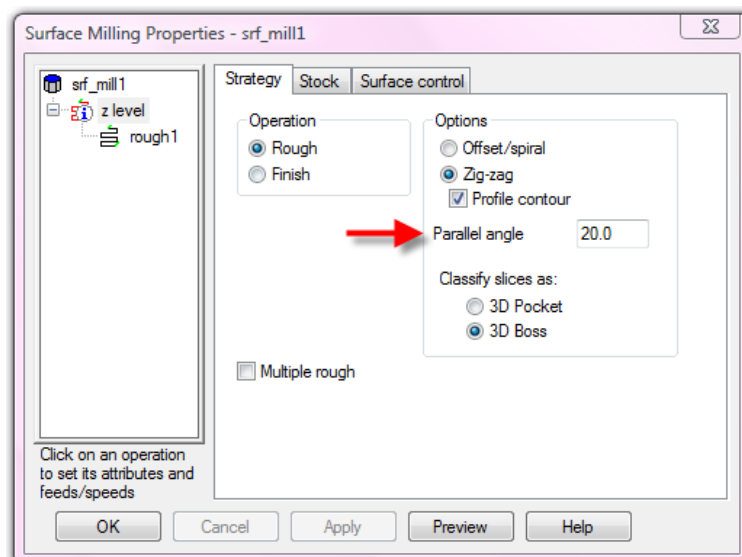 Surface Milling Properties - srf_mill1
srf_mill1
z level
rough1
Click on an operation
to set its attributes and
feeds/speeds
Strategy
Stock
Surface control
Operation
Rough
Finish
Options
Offset/spiral
Zig-zag
Profile contour
Parallel angle
20.0
Classify slices as:
3D Pocket
3D Boss
Multiple rough
OK
Cancel
Apply
Preview
Help